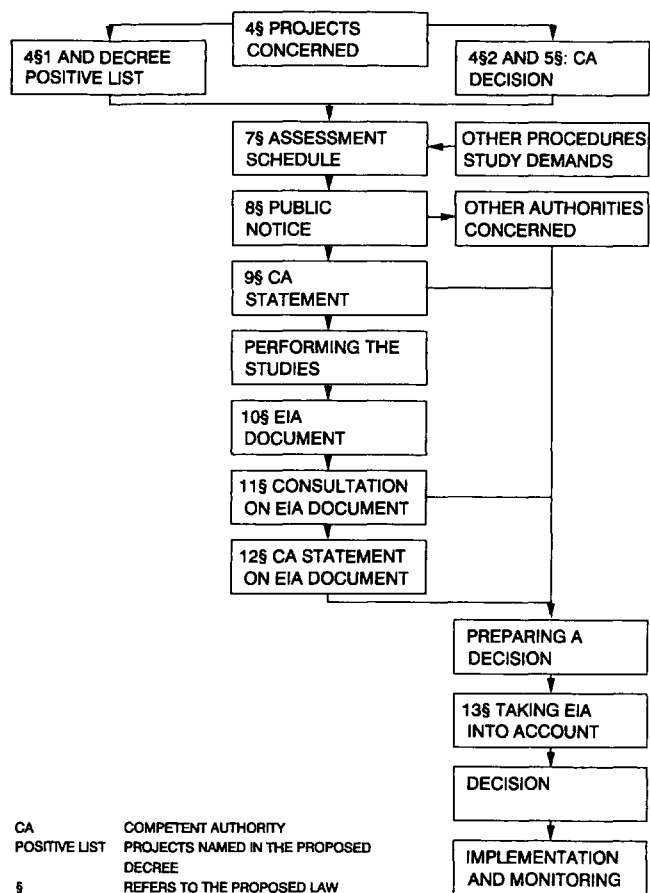 4§ PROJECTS
CONCERNED
4§1 AND DECREE
POSITIVE LIST
4§2 AND 5§: CA
DECISION
7§ ASSESSMENT
SCHEDULE
OTHER PROCEDURES
STUDY DEMANDS
8§ PUBLIC
NOTICE
OTHER AUTHORITIES
CONCERNED
9§ CA
STATEMENT
PERFORMING THE
STUDIES
10§ EIA
DOCUMENT
11§ CONSULTATION
ON EIA DOCUMENT
12§ CA STATEMENT
ON EIA DOCUMENT
PREPARING A
DECISION
13§ TAKING EIA
INTO ACCOUNT
DECISION
IMPLEMENTATION
AND MONITORING
CA COMPETENT AUTHORITY
POSITIVE LIST PROJECTS NAMED IN THE PROPOSED
DECREE
§ REFERS TO THE PROPOSED LAW